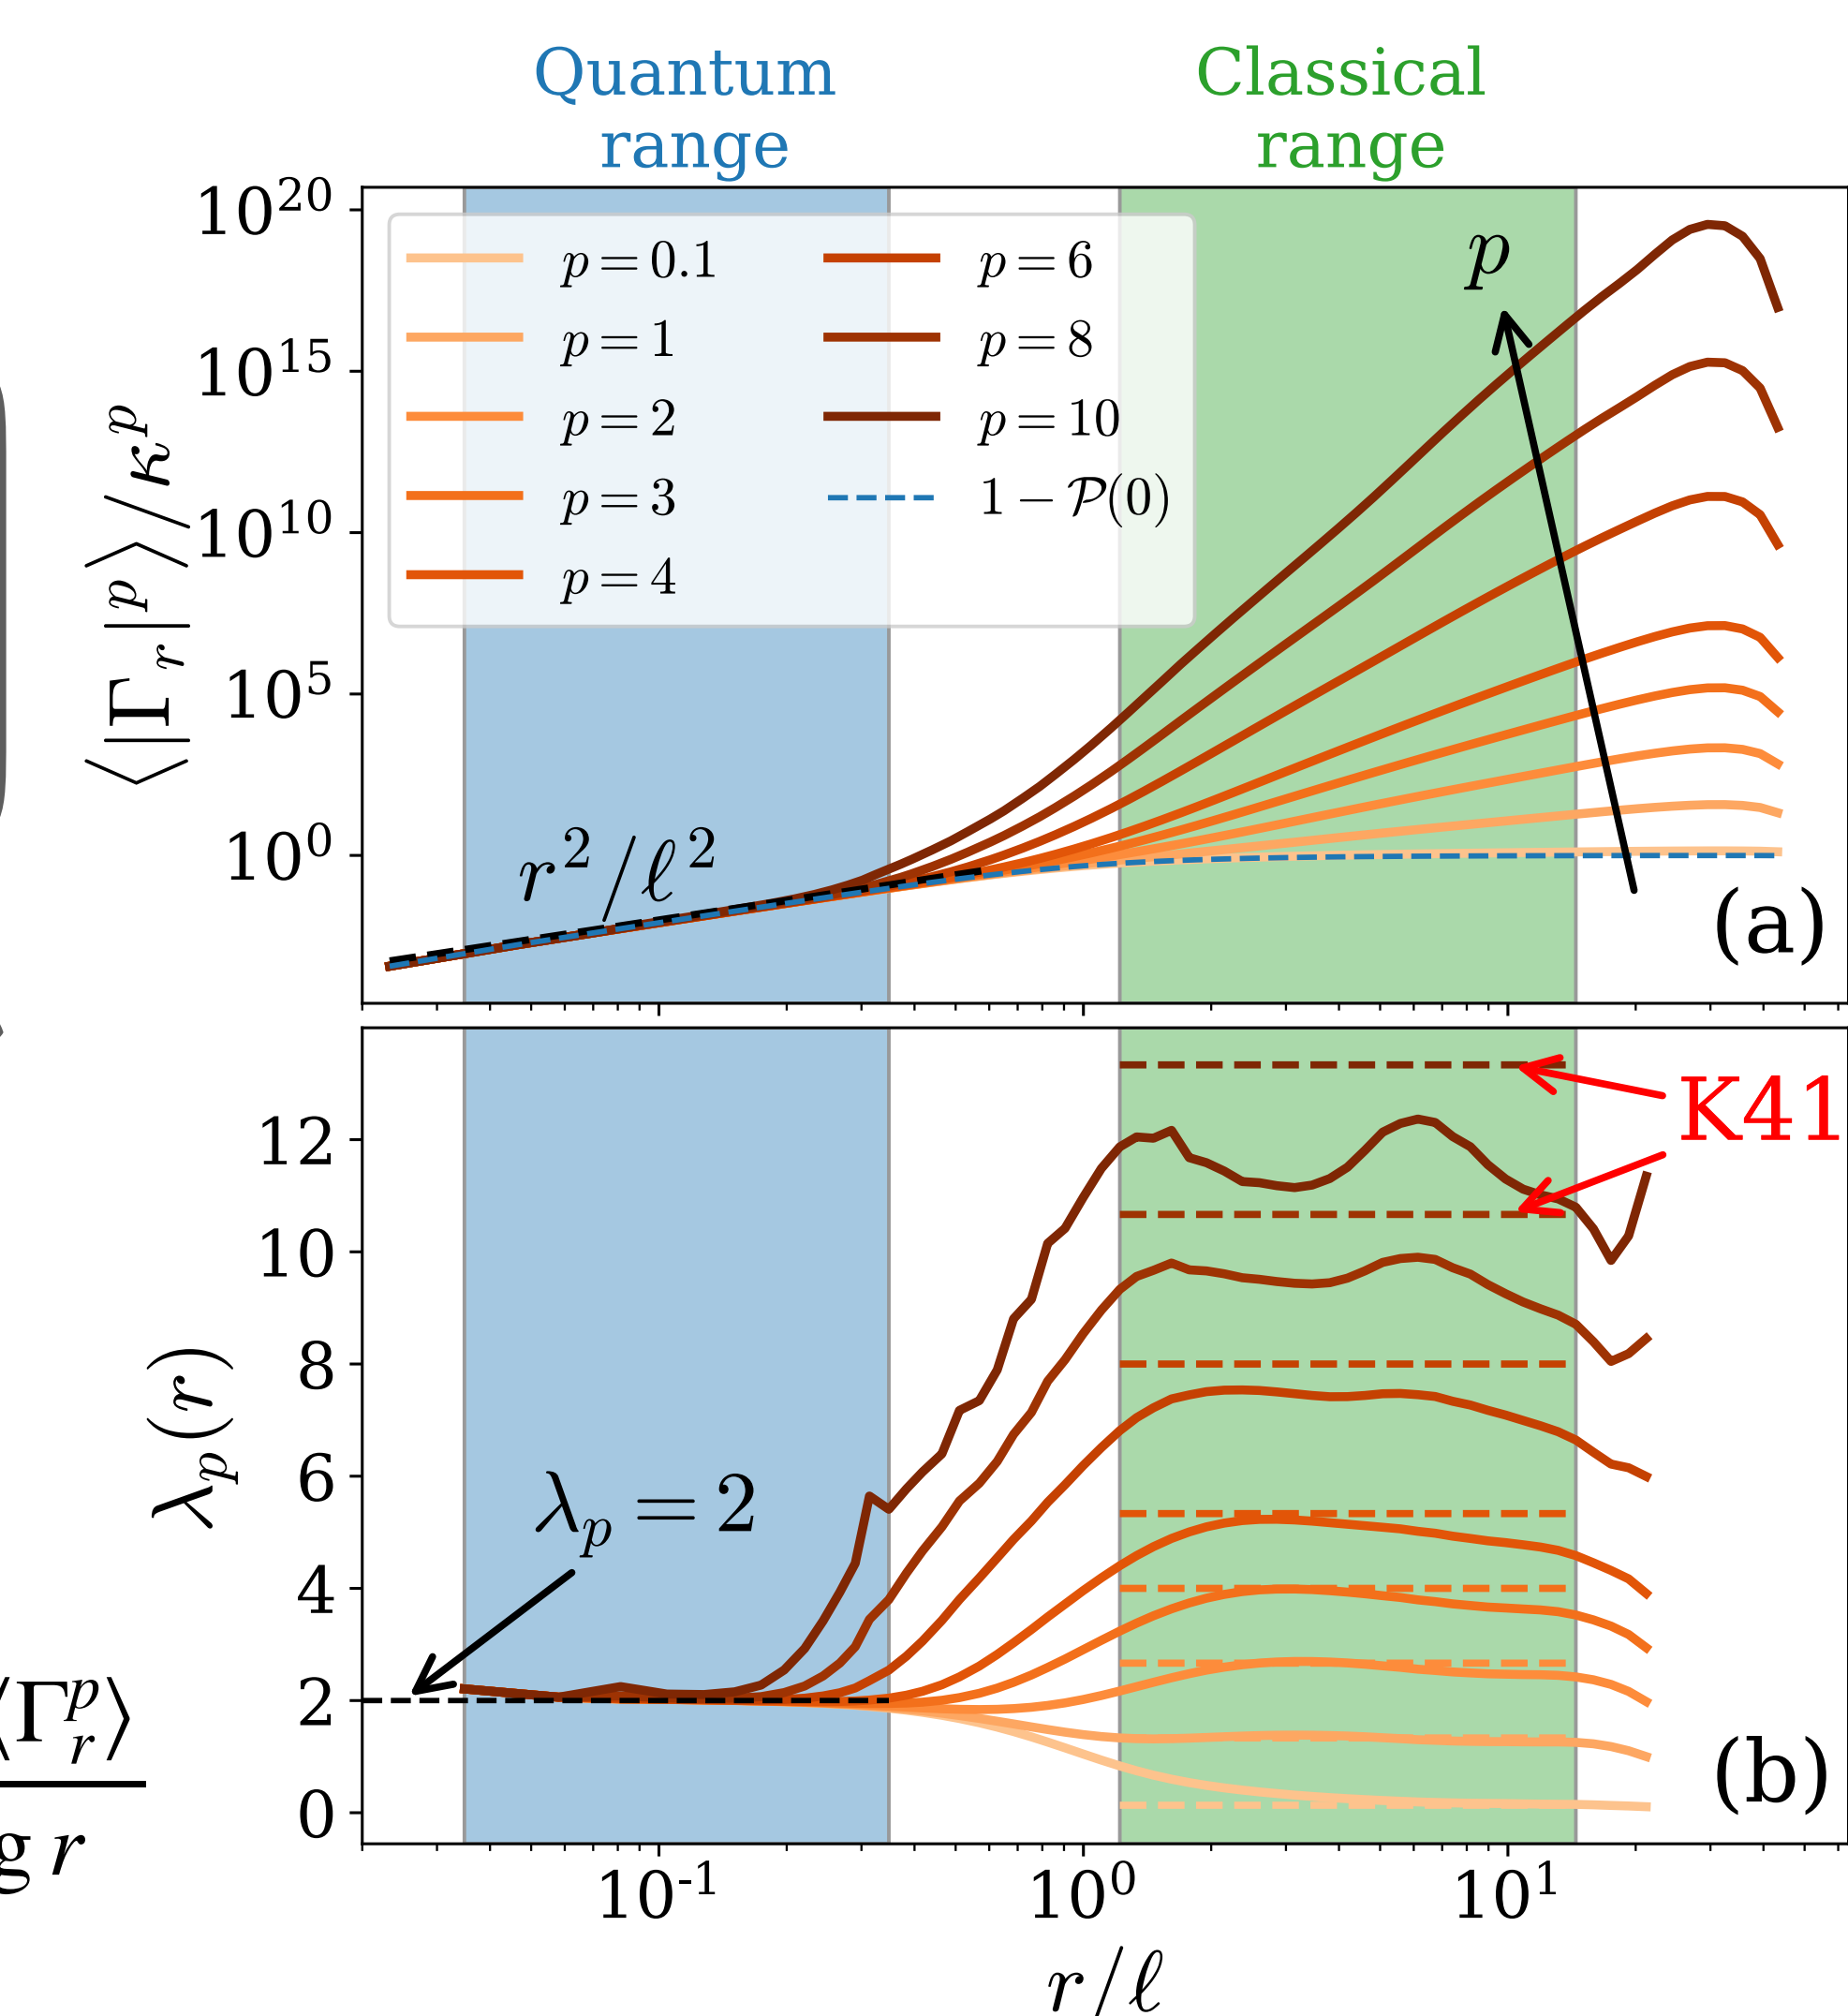 Quantum
range
Classical
range
10^20
10^15
10^10
10^5
10^0
⟨|Γ_r|^p⟩/κ^p
p = 0.1
p = 1
p = 2
p = 3
p = 4
p = 6
p = 8
p = 10
1 − 𝒫(0)
p
r^2/ℓ^2
(a)
12
10
8
6
4
2
0
λ_p(r)
λ_p = 2
K41
(b)
⟨Γ_r^p⟩
g r
10^-1
10^0
10^1
r/ℓ